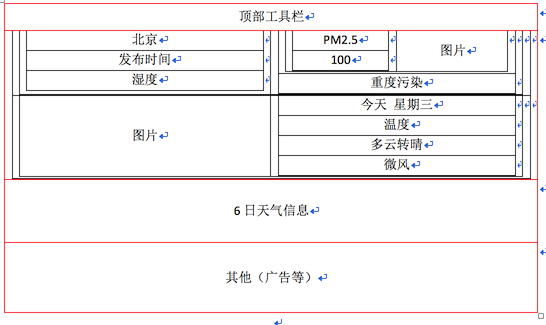 顶部工具栏
北京
发布时间
湿度
PM2.5
100
图片
重度污染
图片
今天 星期三
温度
多云转晴
微风
6 日天气信息
其他（广告等）